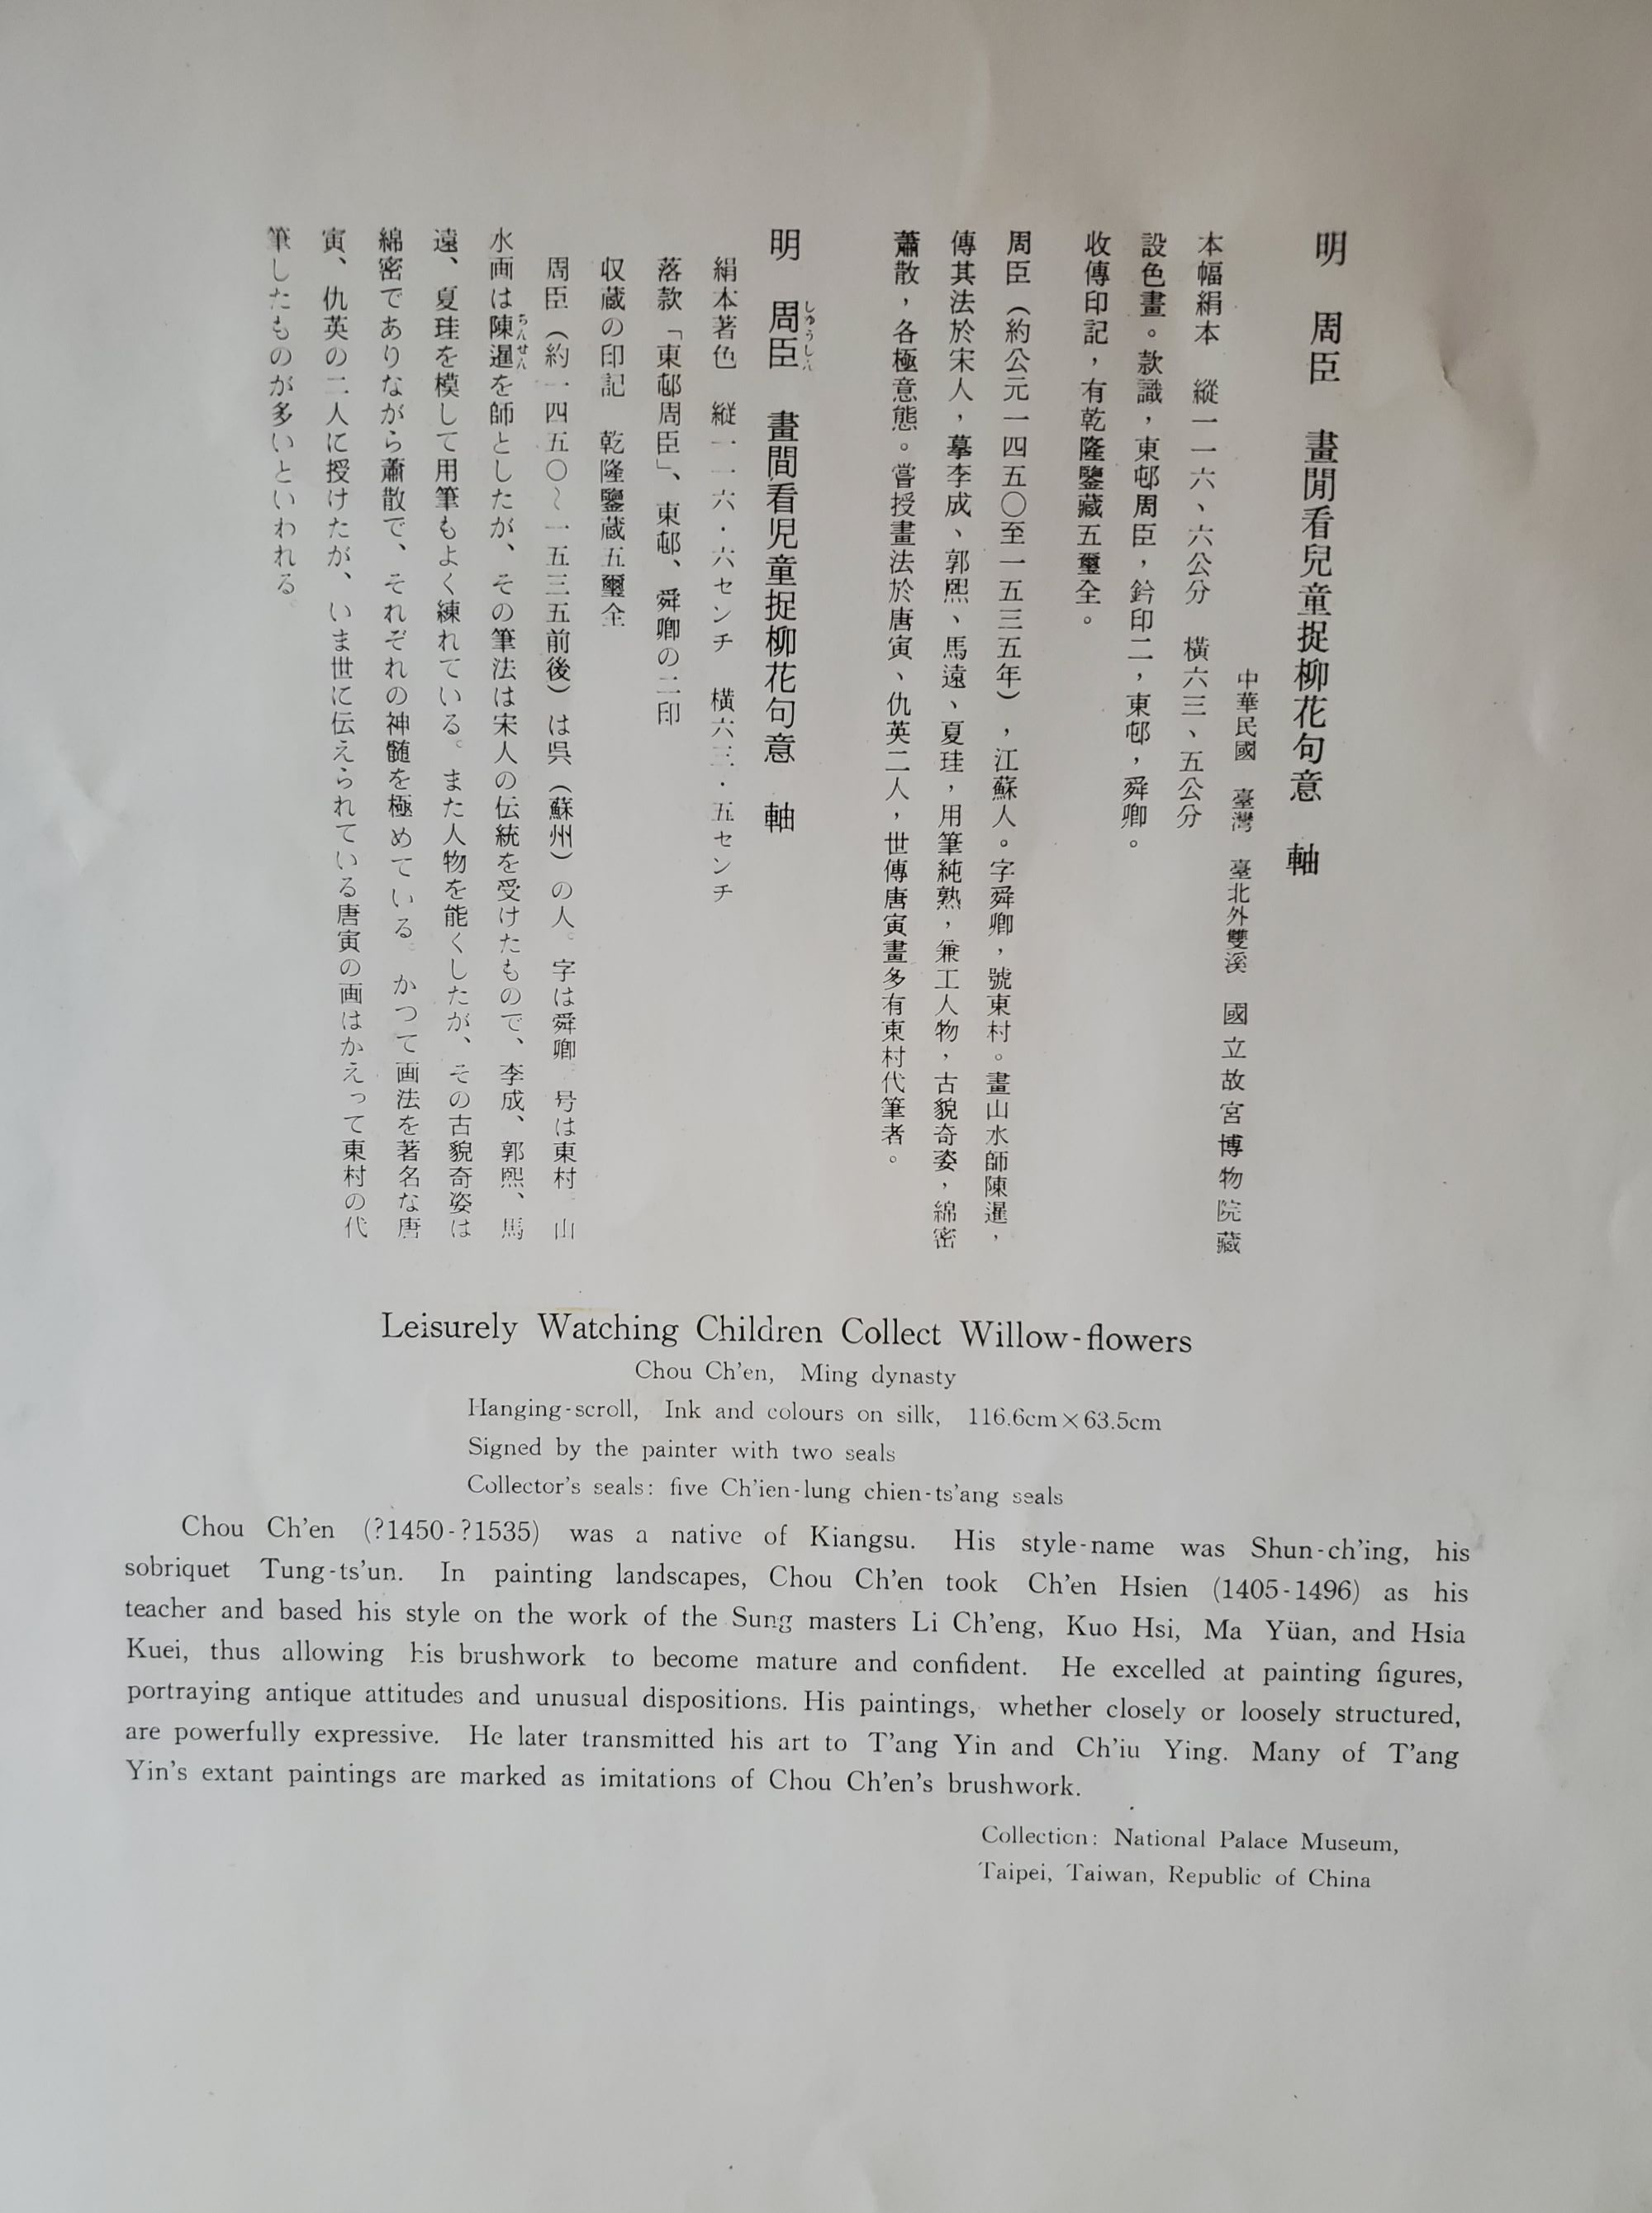 明　周臣　畫閒看兒童捉柳花句意　軸
中華民國　臺灣　臺北外雙溪　國立故宮博物院藏
本幅絹本　縱一一六、六公分　橫六三、五公分
設色畫。款識，東邨周臣，鈐印二，東邨，舜卿。
收傳印記，有乾隆鑒藏五璽全。
周臣（約公元一四五〇至一五三五年），江蘇人。字舜卿，號東村。畫山水師陳暹，
傳其法於宋人，摹李成、郭熙、馬遠、夏珪，用筆純熟，兼工人物，古貌奇姿，綿密
蕭散，各極意態。嘗授畫法於唐寅、仇英二人，世傳唐寅畫多有東村代筆者。
明　周臣　畫間看児童捉柳花句意　軸
しゅうしん
絹本著色　縦一一六・六センチ　横六三・五センチ
落款「東邨周臣」、東邨、舜卿の二印
収蔵の印記　乾隆鑒蔵五璽全
周臣（約一四五〇～一五三五前後）は呉（蘇州）の人。字は舜卿。号は東村。山
水画は陳暹を師としたが、その筆法は宋人の伝統を受けたもので、李成、郭熙、馬
ちんせん
遠、夏珪を模して用筆もよく練れている。また人物を能くしたが、その古貌奇姿は
綿密でありながら蕭散で、それぞれの神髄を極めている。かつて画法を著名な唐
寅、仇英の二人に授けたが、いま世に伝えられている唐寅の画はかえって東村の代
筆したものが多いといわれる。
Leisurely Watching Children Collect Willow-flowers
Chou Ch'en, Ming dynasty
Hanging-scroll, Ink and colours on silk, 116.6cm×63.5cm
Signed by the painter with two seals
Collector's seals: five Ch'ien-lung chien-ts'ang seals
Chou Ch'en (?1450-?1535) was a native of Kiangsu. His style-name was Shun-ch'ing, his
sobriquet Tung-ts'un. In painting landscapes, Chou Ch'en took Ch'en Hsien (1405-1496) as his
teacher and based his style on the work of the Sung masters Li Ch'eng, Kuo Hsi, Ma Yüan, and Hsia
Kuei, thus allowing his brushwork to become mature and confident. He excelled at painting figures,
portraying antique attitudes and unusual dispositions. His paintings, whether closely or loosely structured,
are powerfully expressive. He later transmitted his art to T'ang Yin and Ch'iu Ying. Many of T'ang
Yin's extant paintings are marked as imitations of Chou Ch'en's brushwork.
Collection: National Palace Museum,
Taipei, Taiwan, Republic of China